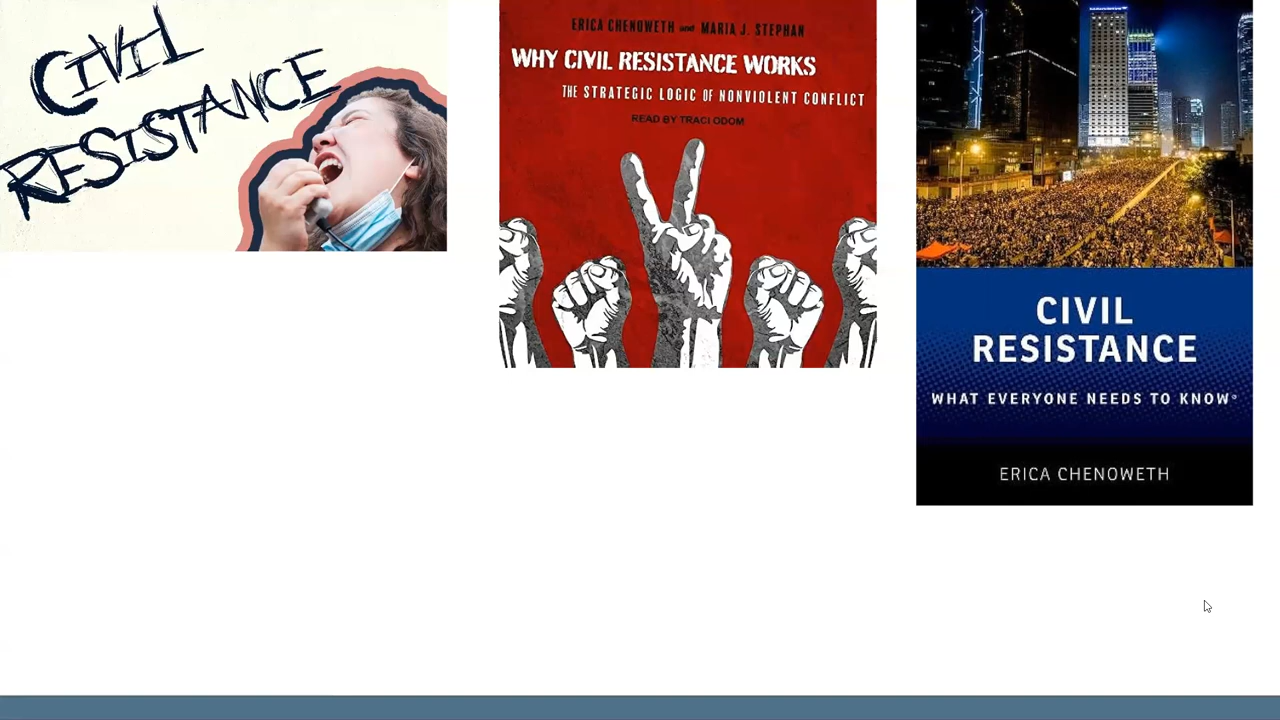 CIVIL
RESISTANCE
ERICA CHENOWETH and MARIA J. STEPHAN
WHY CIVIL RESISTANCE WORKS
THE STRATEGIC LOGIC OF NONVIOLENT CONFLICT
READ BY TRACI ODOM
CIVIL
RESISTANCE
WHAT EVERYONE NEEDS TO KNOW®
ERICA CHENOWETH